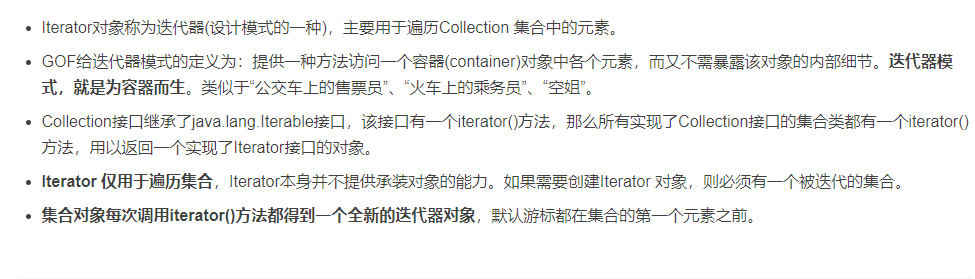 Iterator对象称为迭代器(设计模式的一种)，主要用于遍历Collection 集合中的元素。
GOF给迭代器模式的定义为：提供一种方法访问一个容器(container)对象中各个元素，而又不需暴露该对象的内部细节。迭代器模
式，就是为容器而生。类似于“公交车上的售票员”、“火车上的乘务员”、“空姐”。
Collection接口继承了java.lang.Iterable接口，该接口有一个iterator()方法，那么所有实现了Collection接口的集合类都有一个iterator()
方法，用以返回一个实现了Iterator接口的对象。
Iterator 仅用于遍历集合，Iterator本身并不提供承装对象的能力。如果需要创建Iterator 对象，则必须有一个被迭代的集合。
集合对象每次调用iterator()方法都得到一个全新的迭代器对象，默认游标都在集合的第一个元素之前。